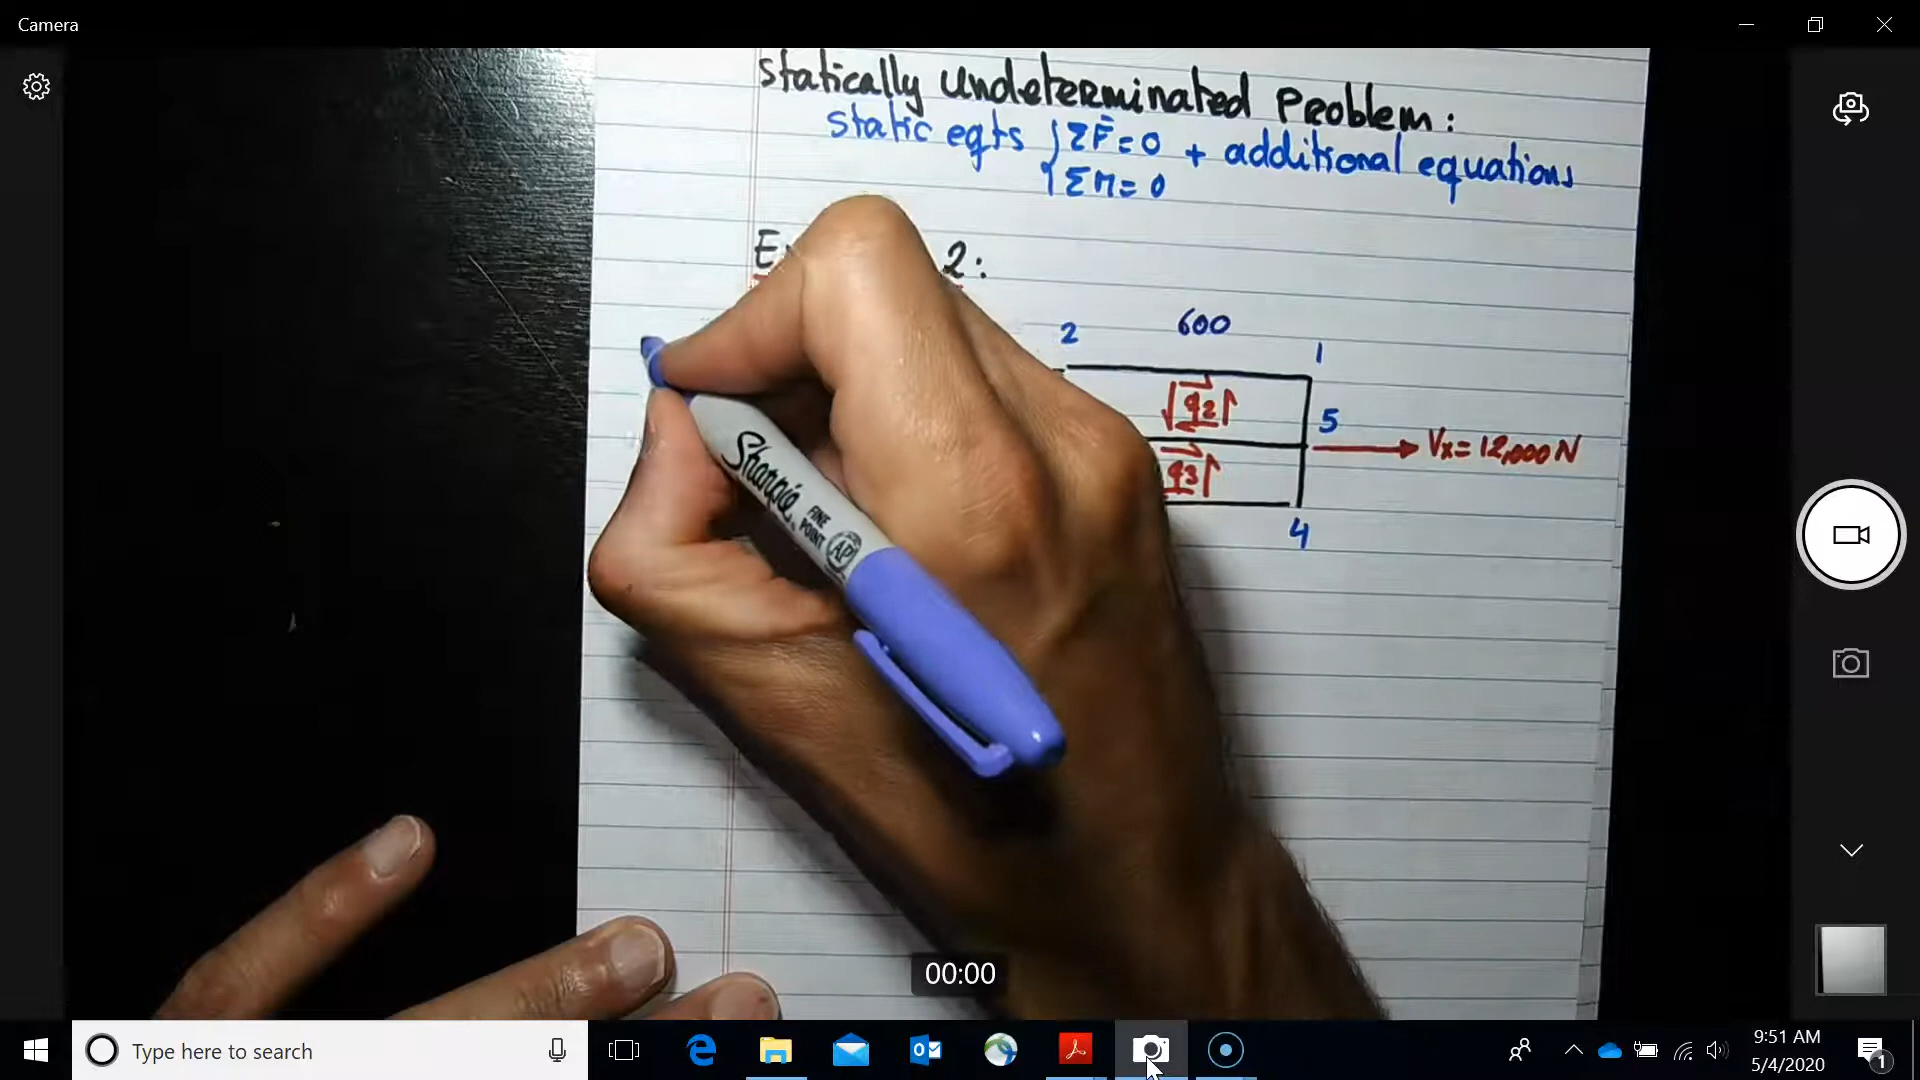 Camera
statically undeterminated Problem:
static eqts { ΣF̄ = 0 + additional equations
ΣM = 0
2:
2
600
1
q2
5
Vx = 12,000 N
q3
4
Sharpie
FINE
POINT
AP
00:00
Type here to search
9:51 AM
5/4/2020
1